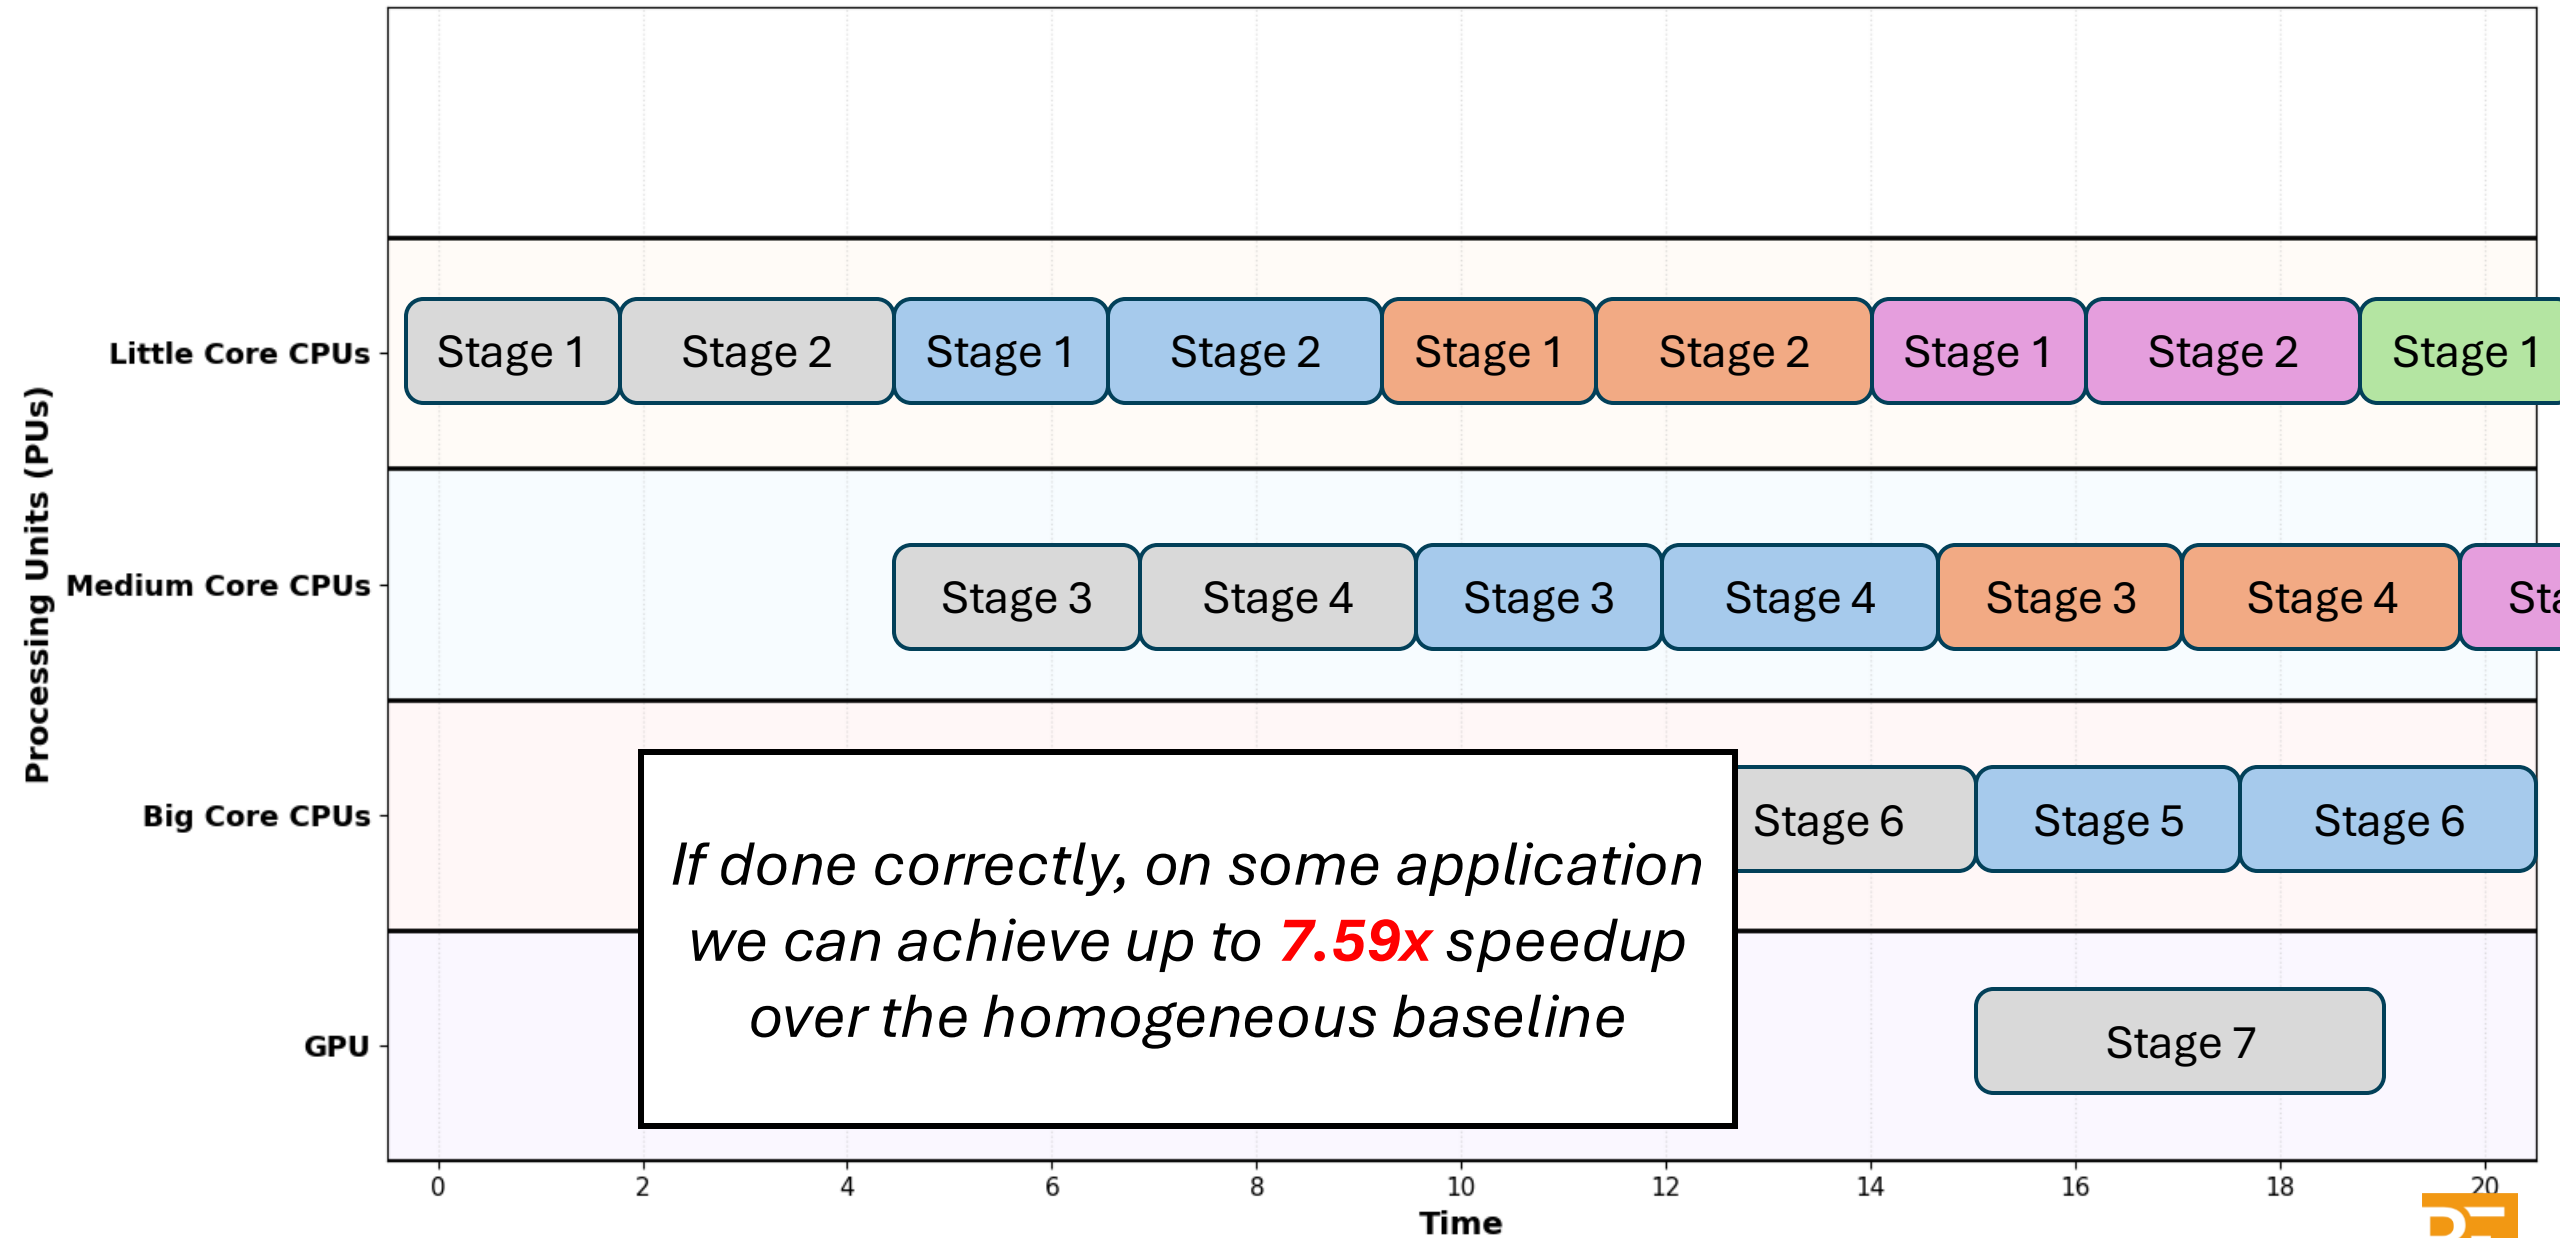 Processing Units (PUs)
Little Core CPUs
Stage 1
Stage 2
Stage 1
Stage 2
Stage 1
Stage 2
Stage 1
Stage 2
Stage 1
Medium Core CPUs
Stage 3
Stage 4
Stage 3
Stage 4
Stage 3
Stage 4
Sta
Big Core CPUs
Stage 6
Stage 5
Stage 6
GPU
Stage 7
If done correctly, on some application
we can achieve up to 7.59x speedup
over the homogeneous baseline
0 2 4 6 8 10 12 14 16 18 20
Time